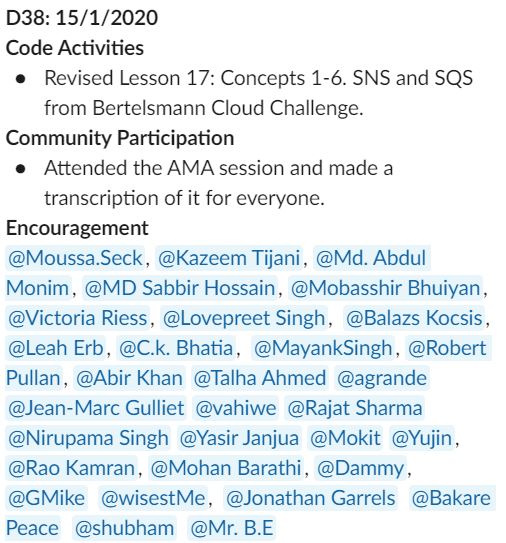 D38: 15/1/2020
Code Activities
● Revised Lesson 17: Concepts 1-6. SNS and SQS
from Bertelsmann Cloud Challenge.
Community Participation
● Attended the AMA session and made a
transcription of it for everyone.
Encouragement
@Moussa.Seck, @Kazeem Tijani, @Md. Abdul
Monim, @MD Sabbir Hossain, @Mobasshir Bhuiyan,
@Victoria Riess, @Lovepreet Singh, @Balazs Kocsis,
@Leah Erb, @C.k. Bhatia, @MayankSingh, @Robert
Pullan, @Abir Khan @Talha Ahmed @agrande
@Jean-Marc Gulliet @vahiwe @Rajat Sharma
@Nirupama Singh @Yasir Janjua @Mokit @Yujin,
@Rao Kamran, @Mohan Barathi, @Dammy,
@GMike @wisestMe, @Jonathan Garrels @Bakare
Peace @shubham @Mr. B.E